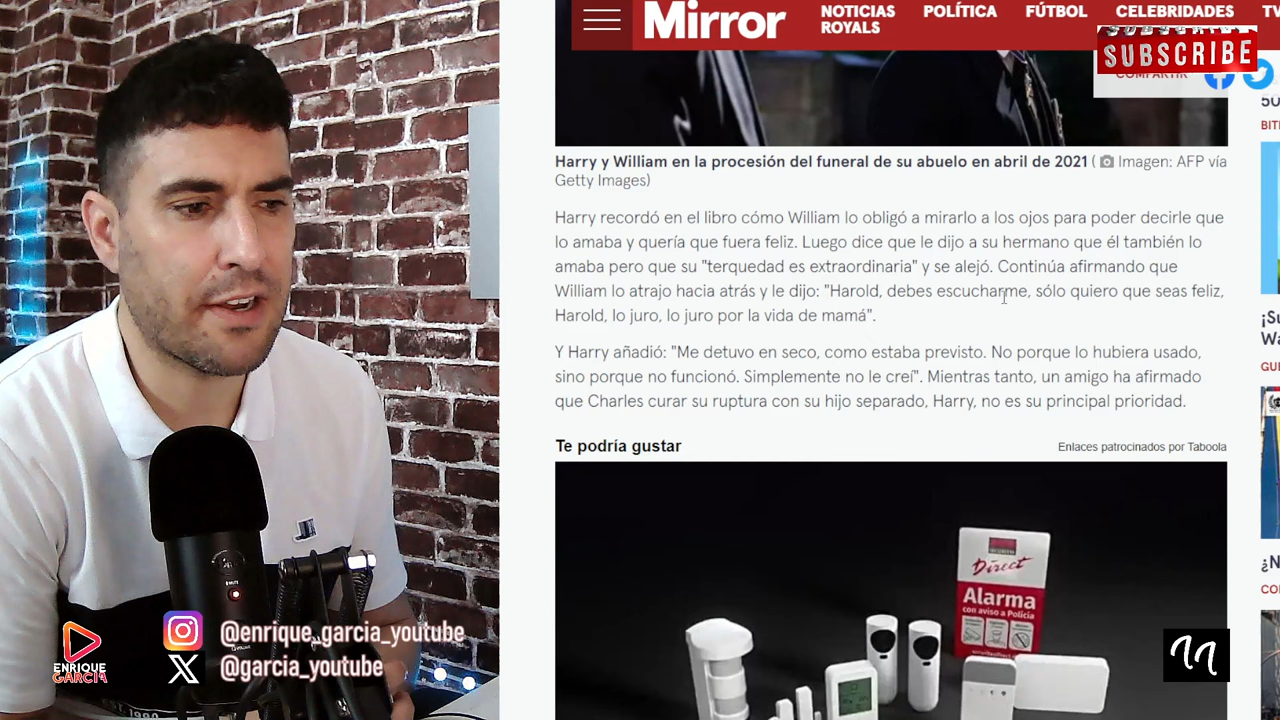 Mirror
NOTICIAS
ROYALS
POLÍTICA
FÚTBOL
CELEBRIDADES
TV
SUBSCRIBE
COMPARTIR
Harry y William en la procesión del funeral de su abuelo en abril de 2021 ( Imagen: AFP vía
Getty Images)
Harry recordó en el libro cómo William lo obligó a mirarlo a los ojos para poder decirle que
lo amaba y quería que fuera feliz. Luego dice que le dijo a su hermano que él también lo
amaba pero que su "terquedad es extraordinaria" y se alejó. Continúa afirmando que
William lo atrajo hacia atrás y le dijo: "Harold, debes escucharme, sólo quiero que seas feliz,
Harold, lo juro, lo juro por la vida de mamá".
Y Harry añadió: "Me detuvo en seco, como estaba previsto. No porque lo hubiera usado,
sino porque no funcionó. Simplemente no le creí". Mientras tanto, un amigo ha afirmado
que Charles curar su ruptura con su hijo separado, Harry, no es su principal prioridad.
Te podría gustar
Enlaces patrocinados por Taboola
Direct
Alarma
con aviso a Policía
@enrique_garcia_youtube
@garcia_youtube
ENRIQUE
GARCIA